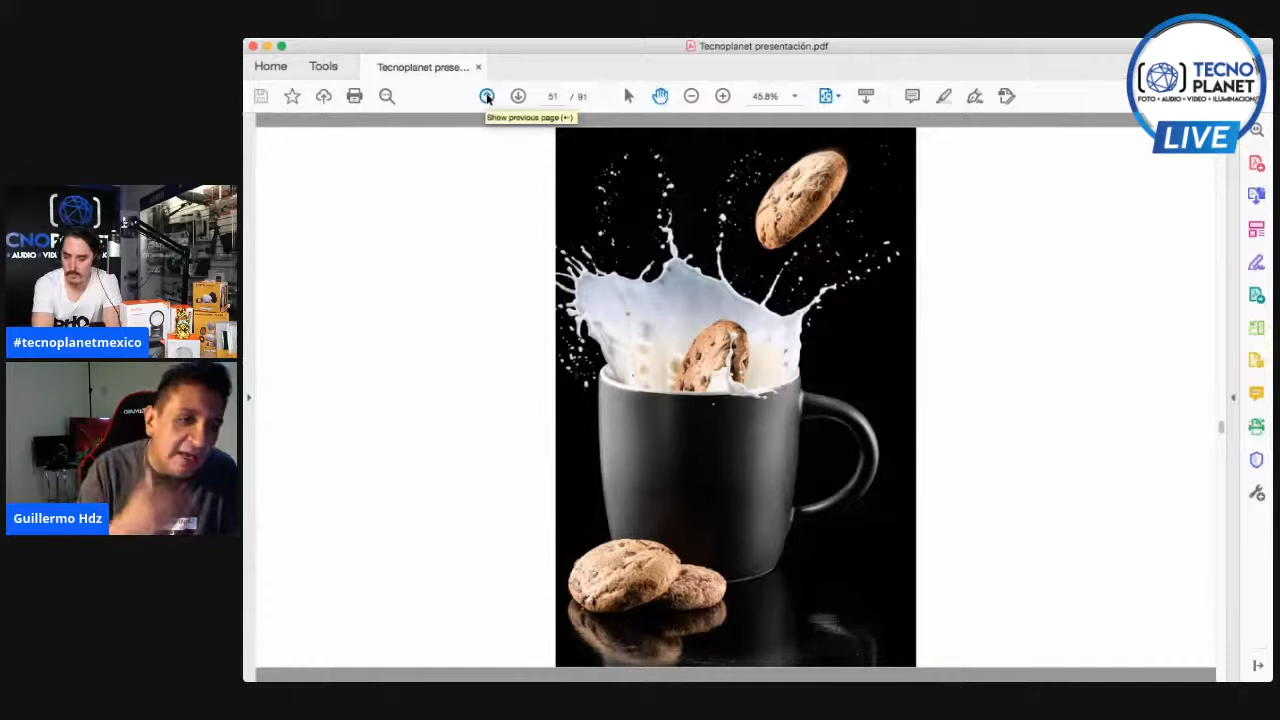 Tecnoplanet presentación.pdf
Home
Tools
Tecnoplanet prese...
51 / 91
45.8%
Show previous page (←)
TECNO
PLANET
FOTO + AUDIO + VIDEO + ILUMINACION
LIVE
#tecnoplanetmexico
Guillermo Hdz